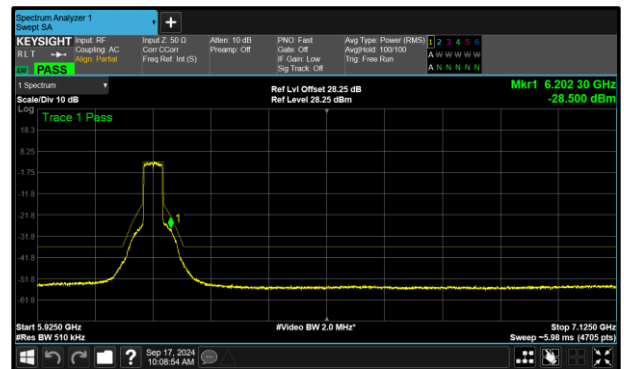 Spectrum Analyzer 1
Swept SA
+
KEYSIGHT
RLT
LNI
PASS
Input: RF
Coupling: AC
Align: Partial
Input Z: 50 Ω
Corr CCorr
Freq Ref: Int (S)
Atten: 10 dB
Preamp: Off
PNO: Fast
Gate: Off
IF Gain: Low
Sig Track: Off
Avg Type: Power (RMS)
Avg|Hold: 100/100
Trig: Free Run
1 2 3 4 5 6
A W W W W W
A N N N N N
1 Spectrum
Scale/Div 10 dB
Ref Lvl Offset 28.25 dB
Ref Level 28.25 dBm
Mkr1 6.202 30 GHz
-28.500 dBm
Log
Trace 1 Pass
18.3
8.25
-1.75
-11.8
-21.8
-31.8
-41.8
-51.8
-61.8
1
Start 5.9250 GHz
#Res BW 510 kHz
#Video BW 2.0 MHz*
Stop 7.1250 GHz
Sweep ~5.98 ms (4705 pts)
?
Sep 17, 2024
10:08:54 AM